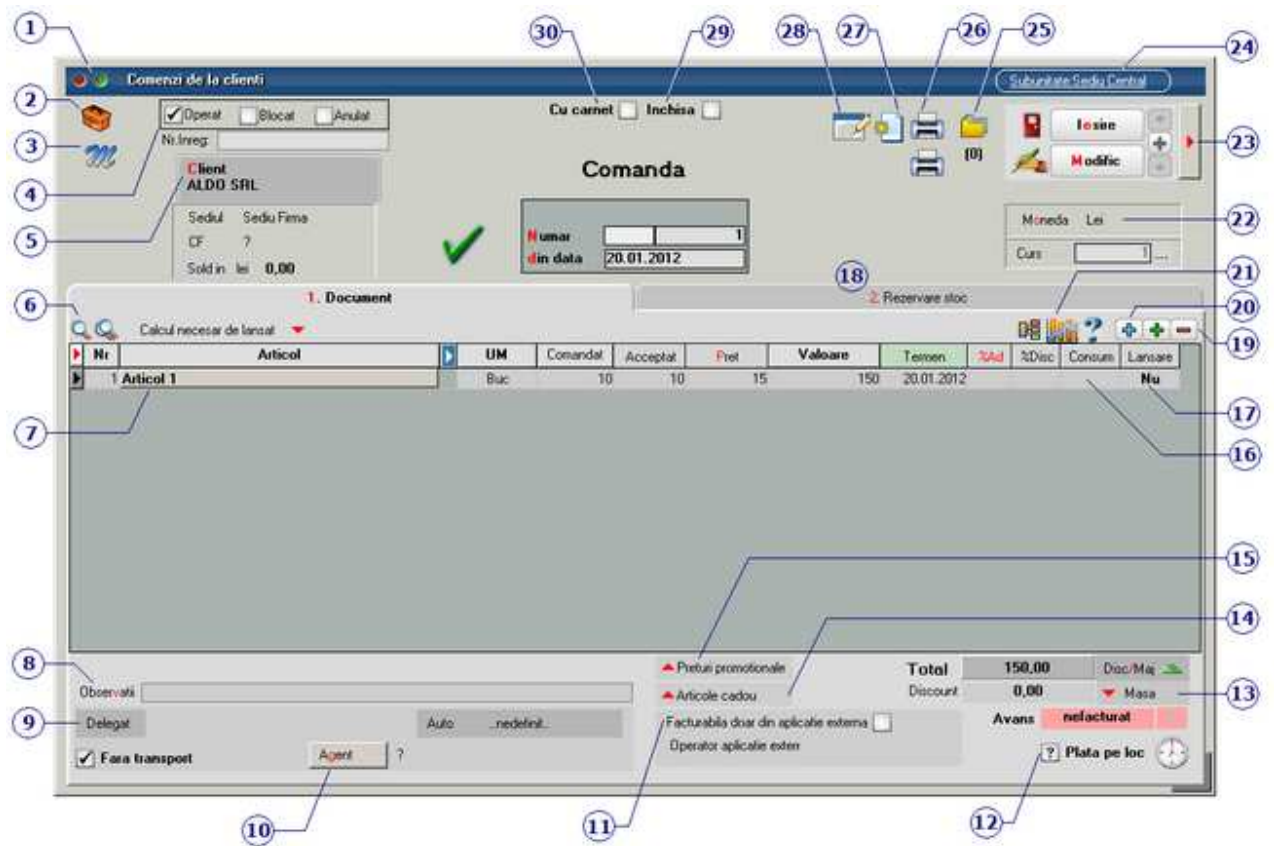 1
30
29
28
27
26
25
24
Comenzi de la clienti
Subunitate Sediu Central
2
Operat Blocat Anulat
Cu carnet Inchisa
Iesire
23
3
Nr.Inreg:
(0)
4
Client
ALDO SRL
Comanda
Modific
5
Sediul Sediu Firma
CF ?
Sold in lei 0,00
Numar 1
din data 20.01.2012
Moneda Lei
22
Curs 1 ...
21
6
1. Document
18
2. Rezervare stoc
20
Calcul necesar de lansat
19
Nr Articol UM Comandat Acceptat Pret Valoare Termen %Ad %Disc Consum Lansare
1 Articol 1 Buc 10 10 15 150 20.01.2012 Nu
7
17
16
15
14
8
Preturi promotionale
Total 150,00 Disc/Maj
Observatii
Articole cadou
Discount 0,00 Masa
13
9
Delegat
Auto ...nedefinit...
Facturabila doar din aplicatie externa
Avans nefacturat
Operator aplicatie extern
Fara transport
Agent ?
? Plata pe loc
10
11
12